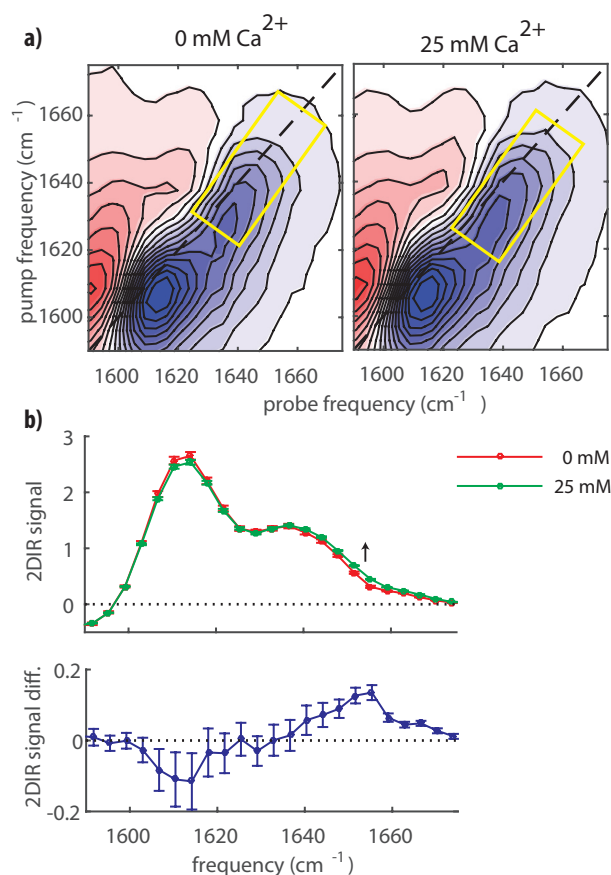 a)
0 mM Ca2+
25 mM Ca2+
pump frequency (cm-1)
1660
1640
1620
1600
1600 1620 1640 1660
1600 1620 1640 1660
probe frequency (cm-1)
b)
2DIR signal
3
2
1
0
0 mM
25 mM
2DIR signal diff.
0.2
0
-0.2
1600 1620 1640 1660
frequency (cm-1)